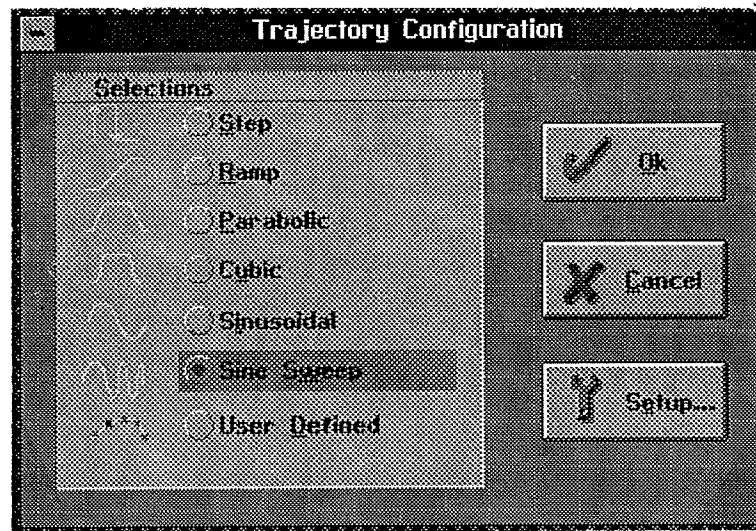 Trajectory Configuration
Selections
Step
Ramp
Parabolic
Cubic
Sinusoidal
Sine Sweep
User Defined
Ok
Cancel
Setup...